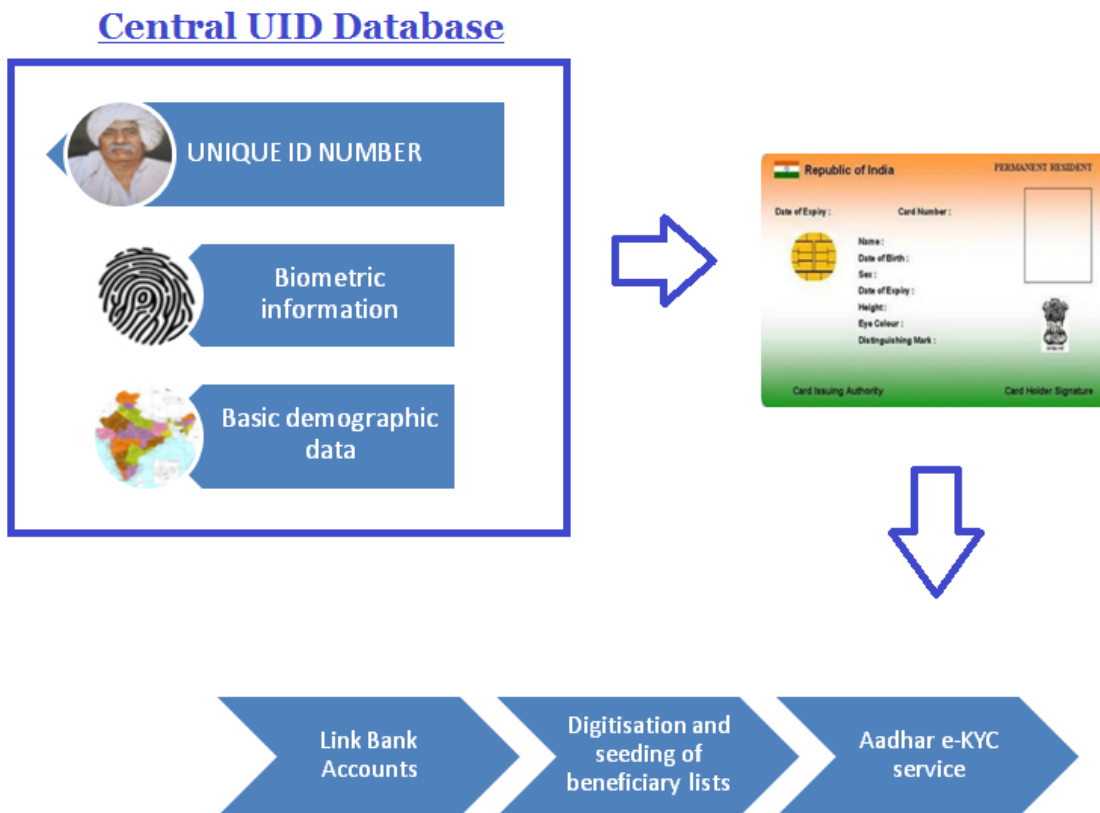 Central UID Database
UNIQUE ID NUMBER
Biometric
information
Basic demographic
data
Republic of India
PERMANENT RESIDENT
Date of Expiry :
Card Number :
Name :
Date of Birth :
Sex :
Date of Expiry :
Height :
Eye Colour :
Distinguishing Mark :
Card Issuing Authority
Card Holder Signature
Link Bank
Accounts
Digitisation and
seeding of
beneficiary lists
Aadhar e-KYC
service